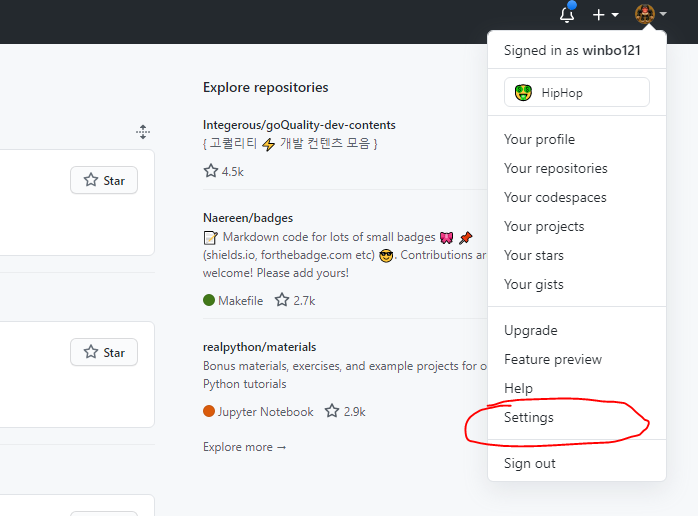 Signed in as winbo121
HipHop
Explore repositories
Integerous/goQuality-dev-contents
{ 고퀄리티 ⚡ 개발 컨텐츠 모음 }
4.5k
Star
Naereen/badges
📝 Markdown code for lots of small badges 🎀 📌
(shields.io, forthebadge.com etc) 😎. Contributions ar
welcome! Please add yours!
Makefile 2.7k
realpython/materials
Bonus materials, exercises, and example projects for o
Python tutorials
Jupyter Notebook 2.9k
Star
Explore more →
Your profile
Your repositories
Your codespaces
Your projects
Your stars
Your gists
Upgrade
Feature preview
Help
Settings
Sign out